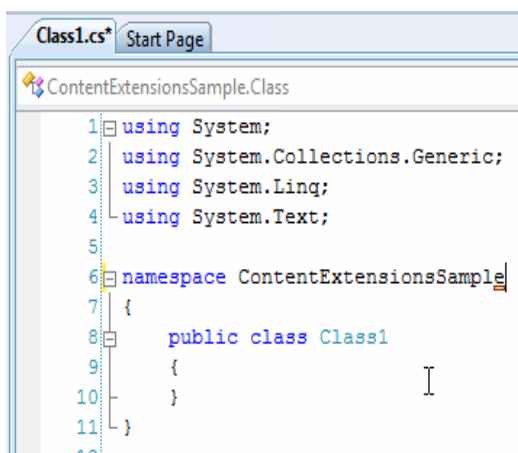 Class1.cs* Start Page
ContentExtensionsSample.Class
1 using System;
2 using System.Collections.Generic;
3 using System.Linq;
4 using System.Text;
5
6 namespace ContentExtensionsSample
7 {
8 public class Class1
9 {
10 }
11 }